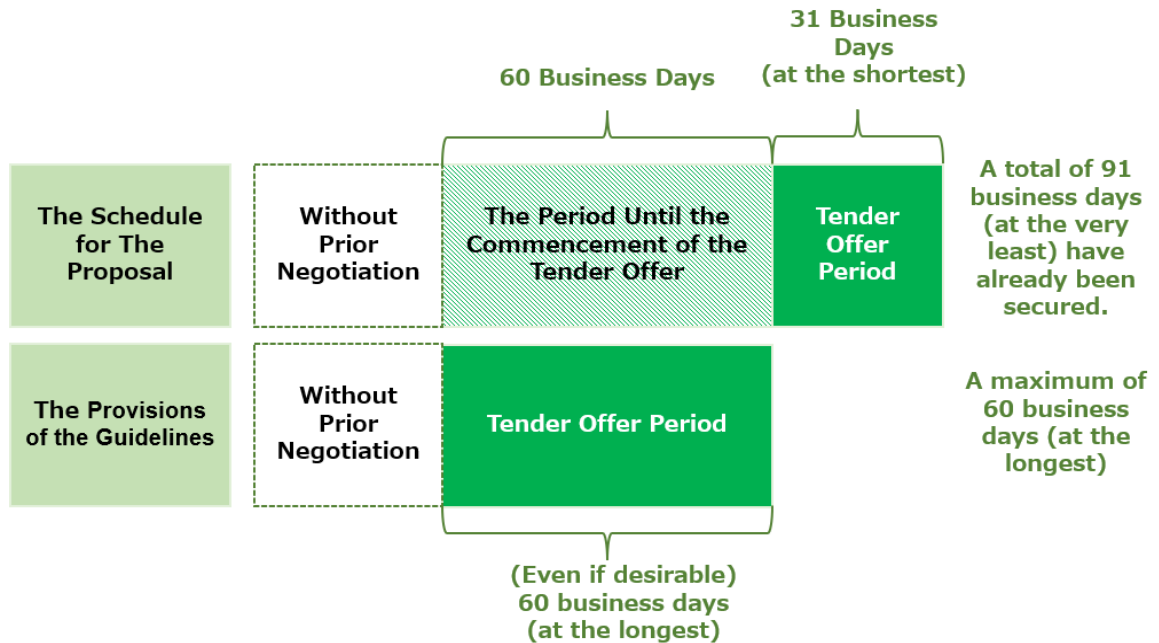 31 Business
Days
(at the shortest)
60 Business Days
The Schedule
for The
Proposal
Without
Prior
Negotiation
The Period Until the
Commencement of the
Tender Offer
Tender
Offer
Period
A total of 91
business days
(at the very
least) have
already been
secured.
The Provisions
of the Guidelines
Without
Prior
Negotiation
Tender Offer Period
A maximum of
60 business
days (at the
longest)
(Even if desirable)
60 business days
(at the longest)